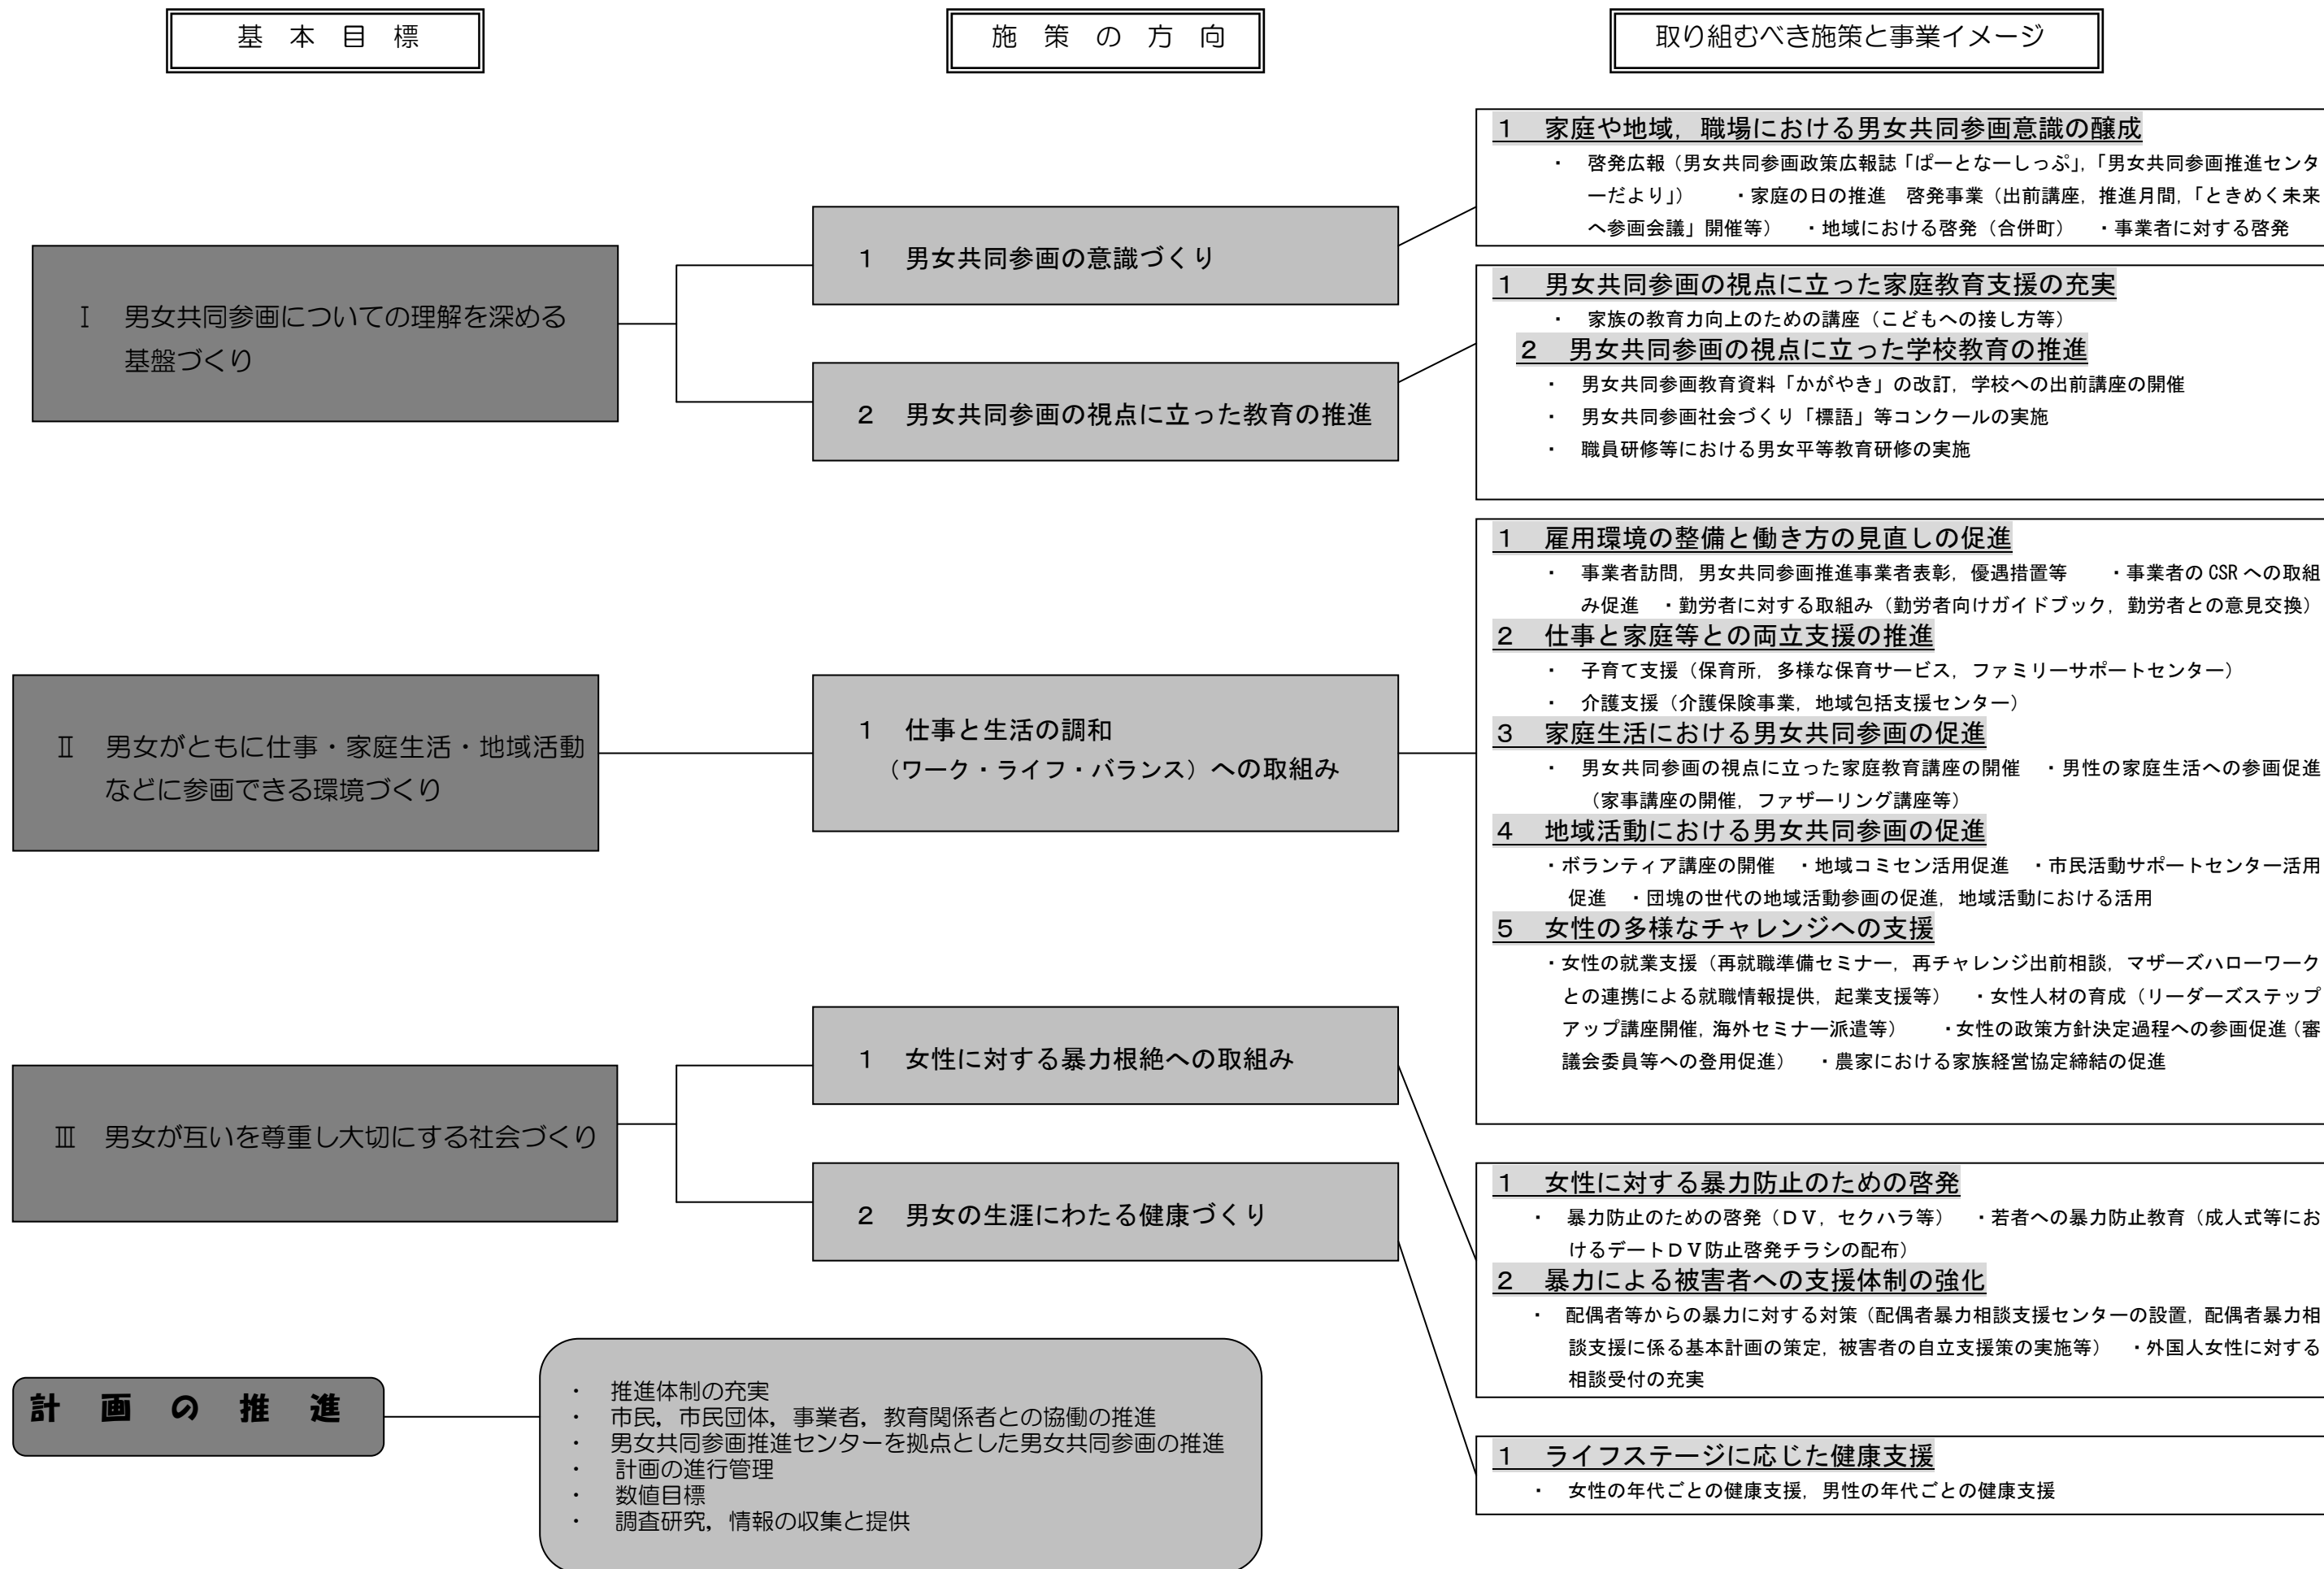 基 本 目 標
施 策 の 方 向
取り組むべき施策と事業イメージ
Ⅰ 男女共同参画についての理解を深める
基盤づくり
1 男女共同参画の意識づくり
2 男女共同参画の視点に立った教育の推進
1 家庭や地域，職場における男女共同参画意識の醸成
・ 啓発広報（男女共同参画政策広報誌「ぱーとなーしっぷ」，「男女共同参画推進センタ
ーだより」） ・家庭の日の推進 啓発事業（出前講座，推進月間，「ときめく未来
へ参画会議」開催等） ・地域における啓発（合併町） ・事業者に対する啓発
1 男女共同参画の視点に立った家庭教育支援の充実
・ 家族の教育力向上のための講座（こどもへの接し方等）
2 男女共同参画の視点に立った学校教育の推進
・ 男女共同参画教育資料「かがやき」の改訂，学校への出前講座の開催
・ 男女共同参画社会づくり「標語」等コンクールの実施
・ 職員研修等における男女平等教育研修の実施
Ⅱ 男女がともに仕事・家庭生活・地域活動
などに参画できる環境づくり
1 仕事と生活の調和
（ワーク・ライフ・バランス）への取組み
1 雇用環境の整備と働き方の見直しの促進
・ 事業者訪問，男女共同参画推進事業者表彰，優遇措置等 ・事業者の CSR への取組
み促進 ・勤労者に対する取組み（勤労者向けガイドブック，勤労者との意見交換）
2 仕事と家庭等との両立支援の推進
・ 子育て支援（保育所，多様な保育サービス，ファミリーサポートセンター）
・ 介護支援（介護保険事業，地域包括支援センター）
3 家庭生活における男女共同参画の促進
・ 男女共同参画の視点に立った家庭教育講座の開催 ・男性の家庭生活への参画促進
（家事講座の開催，ファザーリング講座等）
4 地域活動における男女共同参画の促進
・ボランティア講座の開催 ・地域コミセン活用促進 ・市民活動サポートセンター活用
促進 ・団塊の世代の地域活動参画の促進，地域活動における活用
5 女性の多様なチャレンジへの支援
・女性の就業支援（再就職準備セミナー，再チャレンジ出前相談，マザーズハローワーク
との連携による就職情報提供，起業支援等） ・女性人材の育成（リーダーズステップ
アップ講座開催，海外セミナー派遣等） ・女性の政策方針決定過程への参画促進（審
議会委員等への登用促進） ・農家における家族経営協定締結の促進
Ⅲ 男女が互いを尊重し大切にする社会づくり
1 女性に対する暴力根絶への取組み
2 男女の生涯にわたる健康づくり
1 女性に対する暴力防止のための啓発
・ 暴力防止のための啓発（ＤＶ，セクハラ等） ・若者への暴力防止教育（成人式等にお
けるデートＤＶ防止啓発チラシの配布）
2 暴力による被害者への支援体制の強化
・ 配偶者等からの暴力に対する対策（配偶者暴力相談支援センターの設置，配偶者暴力相
談支援に係る基本計画の策定，被害者の自立支援策の実施等） ・外国人女性に対する
相談受付の充実
1 ライフステージに応じた健康支援
・ 女性の年代ごとの健康支援，男性の年代ごとの健康支援
計 画 の 推 進
・ 推進体制の充実
・ 市民，市民団体，事業者，教育関係者との協働の推進
・ 男女共同参画推進センターを拠点とした男女共同参画の推進
・ 計画の進行管理
・ 数値目標
・ 調査研究，情報の収集と提供